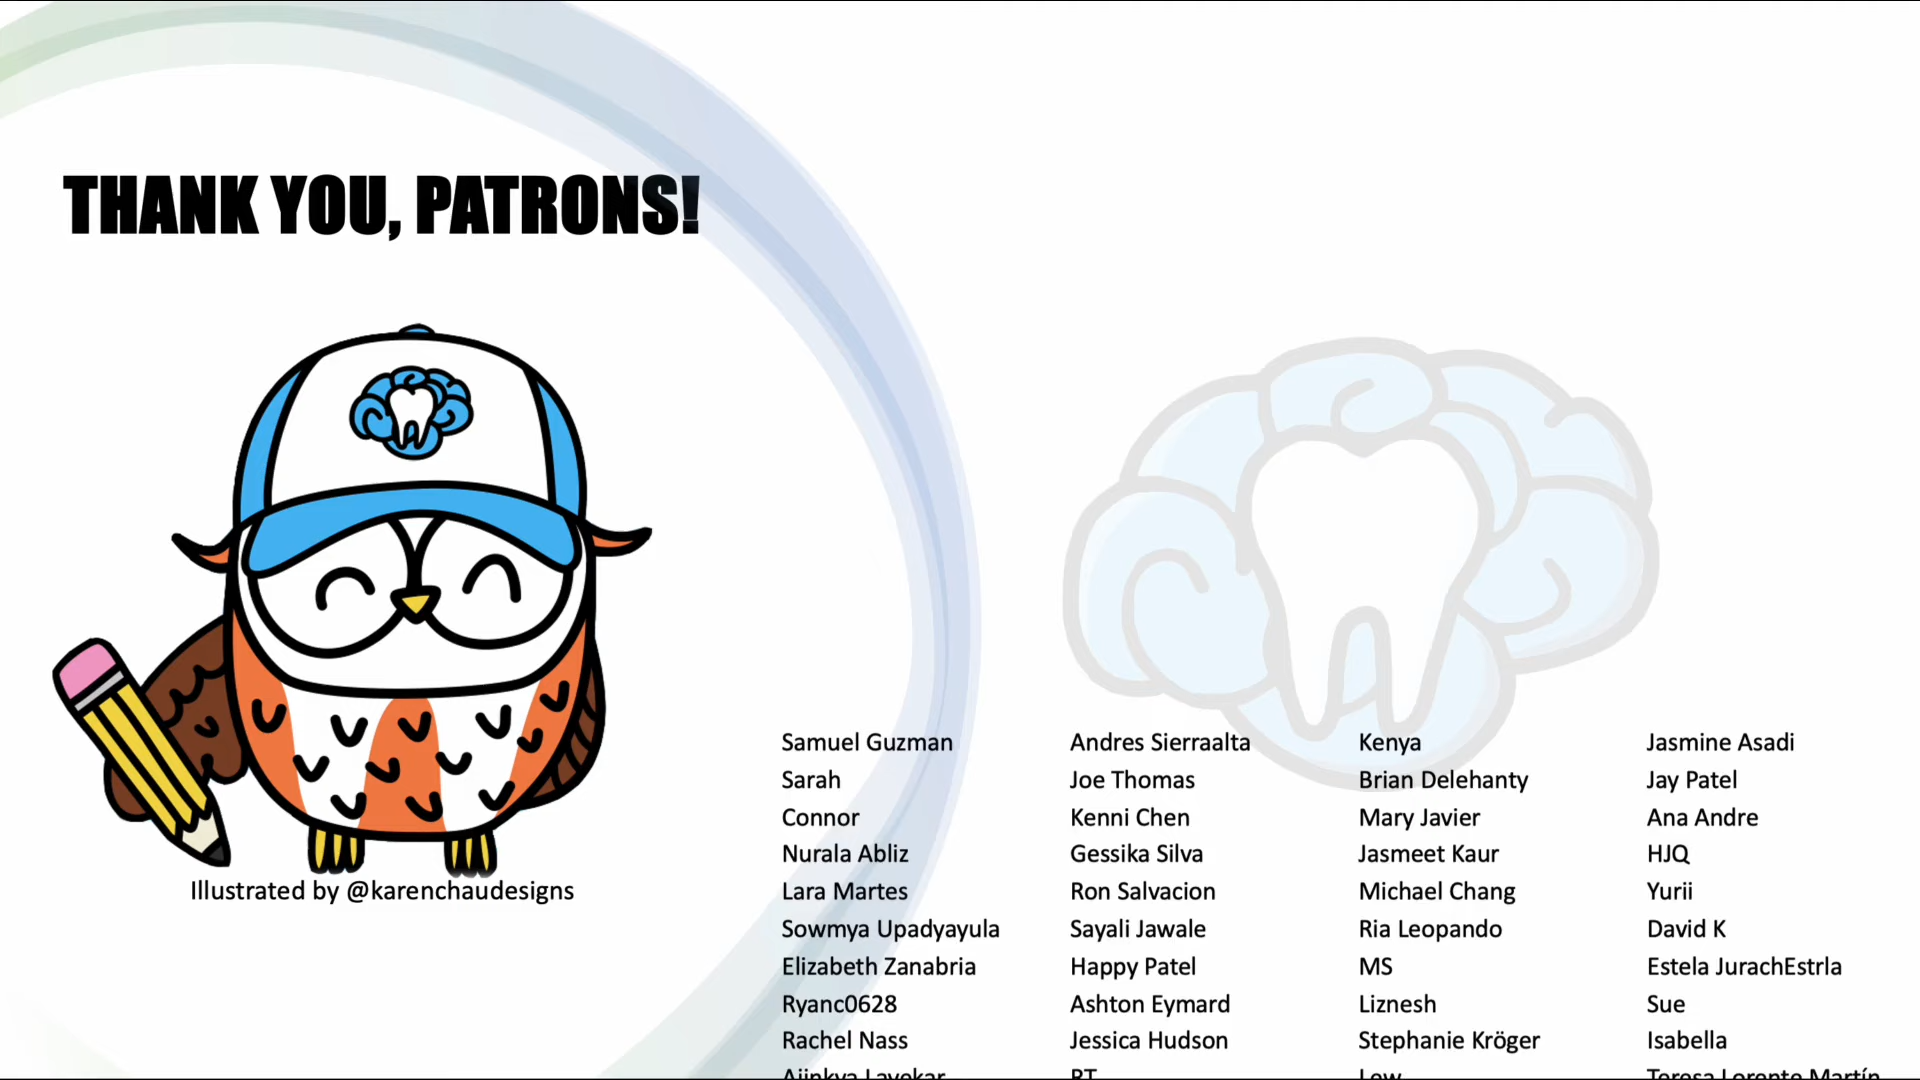 THANK YOU, PATRONS!
Illustrated by @karenchaudesigns
Samuel Guzman Andres Sierraalta Kenya Jasmine Asadi
Sarah Joe Thomas Brian Delehanty Jay Patel
Connor Kenni Chen Mary Javier Ana Andre
Nurala Abliz Gessika Silva Jasmeet Kaur HJQ
Lara Martes Ron Salvacion Michael Chang Yurii
Sowmya Upadyayula Sayali Jawale Ria Leopando David K
Elizabeth Zanabria Happy Patel MS Estela JurachEstrla
Ryanc0628 Ashton Eymard Liznesh Sue
Rachel Nass Jessica Hudson Stephanie Kröger Isabella
Teresa Lorente Martín